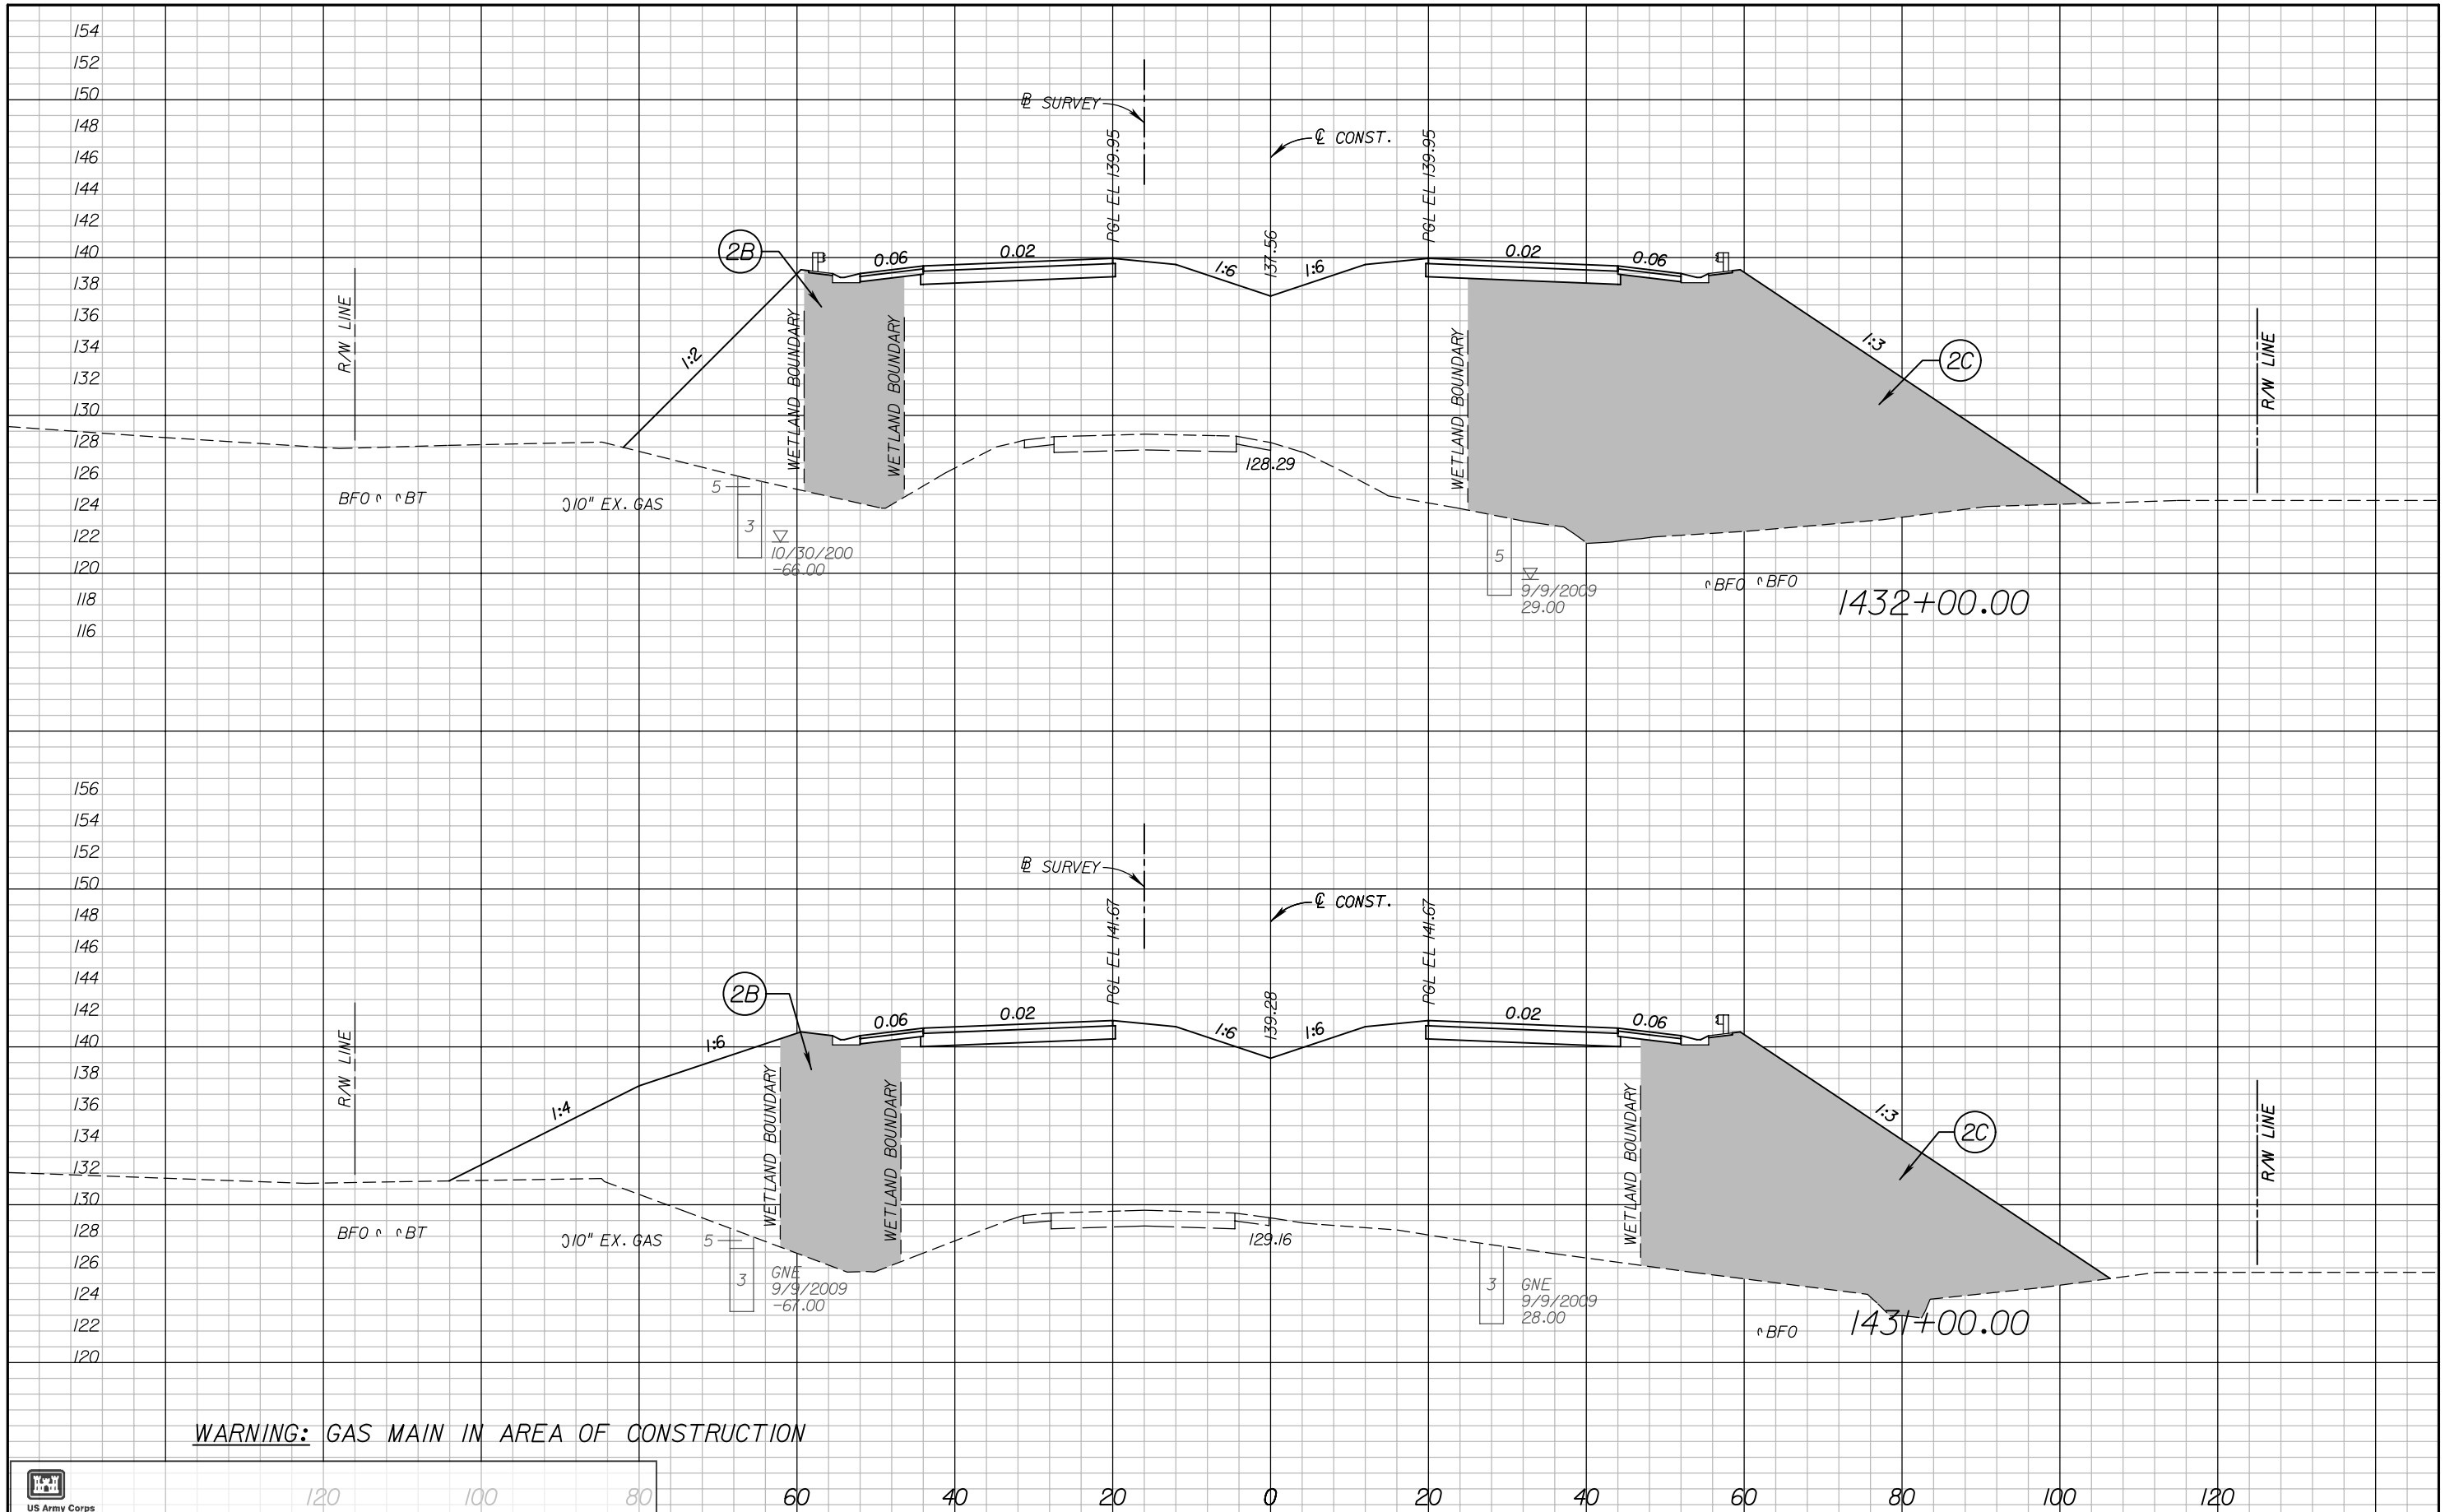 154
152
150
148
146
144
142
140
138
136
134
132
130
128
126
124
122
120
118
116
℄ SURVEY
℄ CONST.
PGL EL 139.95
137.56
PGL EL 139.95
2B
0.06
0.02
1:6
1:6
0.02
0.06
R/W LINE
1:2
WETLAND BOUNDARY
WETLAND BOUNDARY
WETLAND BOUNDARY
1:3
2C
R/W LINE
128.29
BFO BT
10" EX. GAS
5
3
10/30/200
-66.00
5
9/9/2009
29.00
BFO BFO
1432+00.00
156
154
152
150
148
146
144
142
140
138
136
134
132
130
128
126
124
122
120
℄ SURVEY
℄ CONST.
PGL EL 141.67
139.28
PGL EL 141.67
2B
0.06
0.02
1:6
1:6
0.02
0.06
R/W LINE
1:4
1:6
WETLAND BOUNDARY
WETLAND BOUNDARY
WETLAND BOUNDARY
1:3
2C
R/W LINE
129.16
BFO BT
10" EX. GAS
5
3
GNE
9/9/2009
-67.00
3
GNE
9/9/2009
28.00
BFO
1431+00.00
WARNING: GAS MAIN IN AREA OF CONSTRUCTION
US Army Corps
120 100 80 60 40 20 0 20 40 60 80 100 120